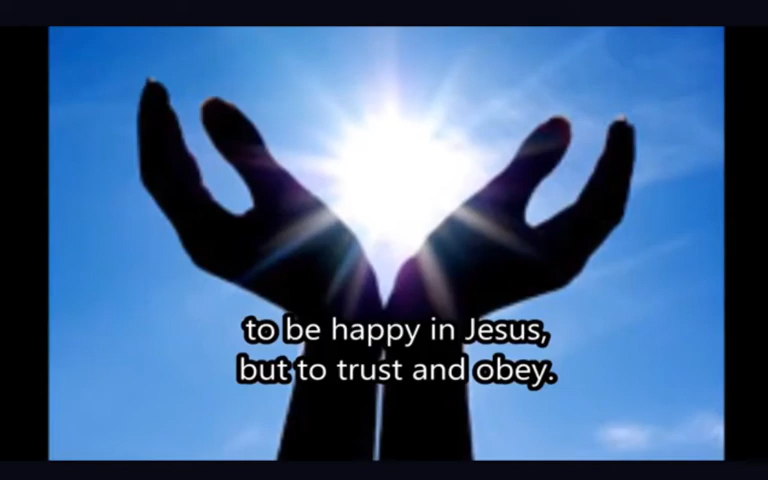 to be happy in Jesus,
but to trust and obey.